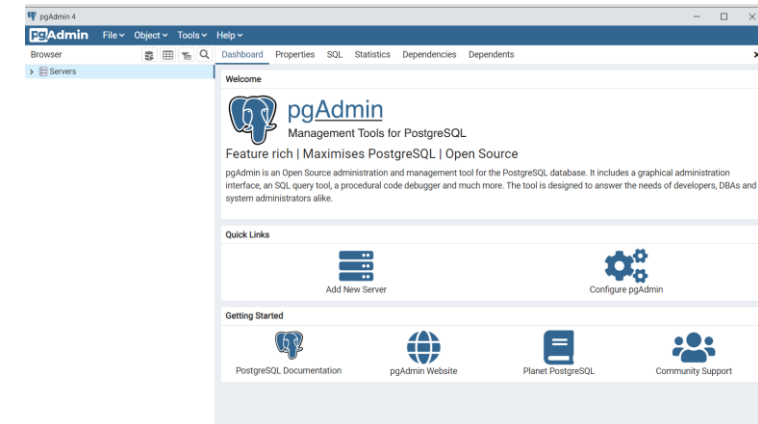 pgAdmin 4
pgAdmin File Object Tools Help
Browser
Dashboard Properties SQL Statistics Dependencies Dependents
Servers
Welcome
pgAdmin
Management Tools for PostgreSQL
Feature rich | Maximises PostgreSQL | Open Source
pgAdmin is an Open Source administration and management tool for the PostgreSQL database. It includes a graphical administration
interface, an SQL query tool, a procedural code debugger and much more. The tool is designed to answer the needs of developers, DBAs and
system administrators alike.
Quick Links
Add New Server
Configure pgAdmin
Getting Started
PostgreSQL Documentation
pgAdmin Website
Planet PostgreSQL
Community Support